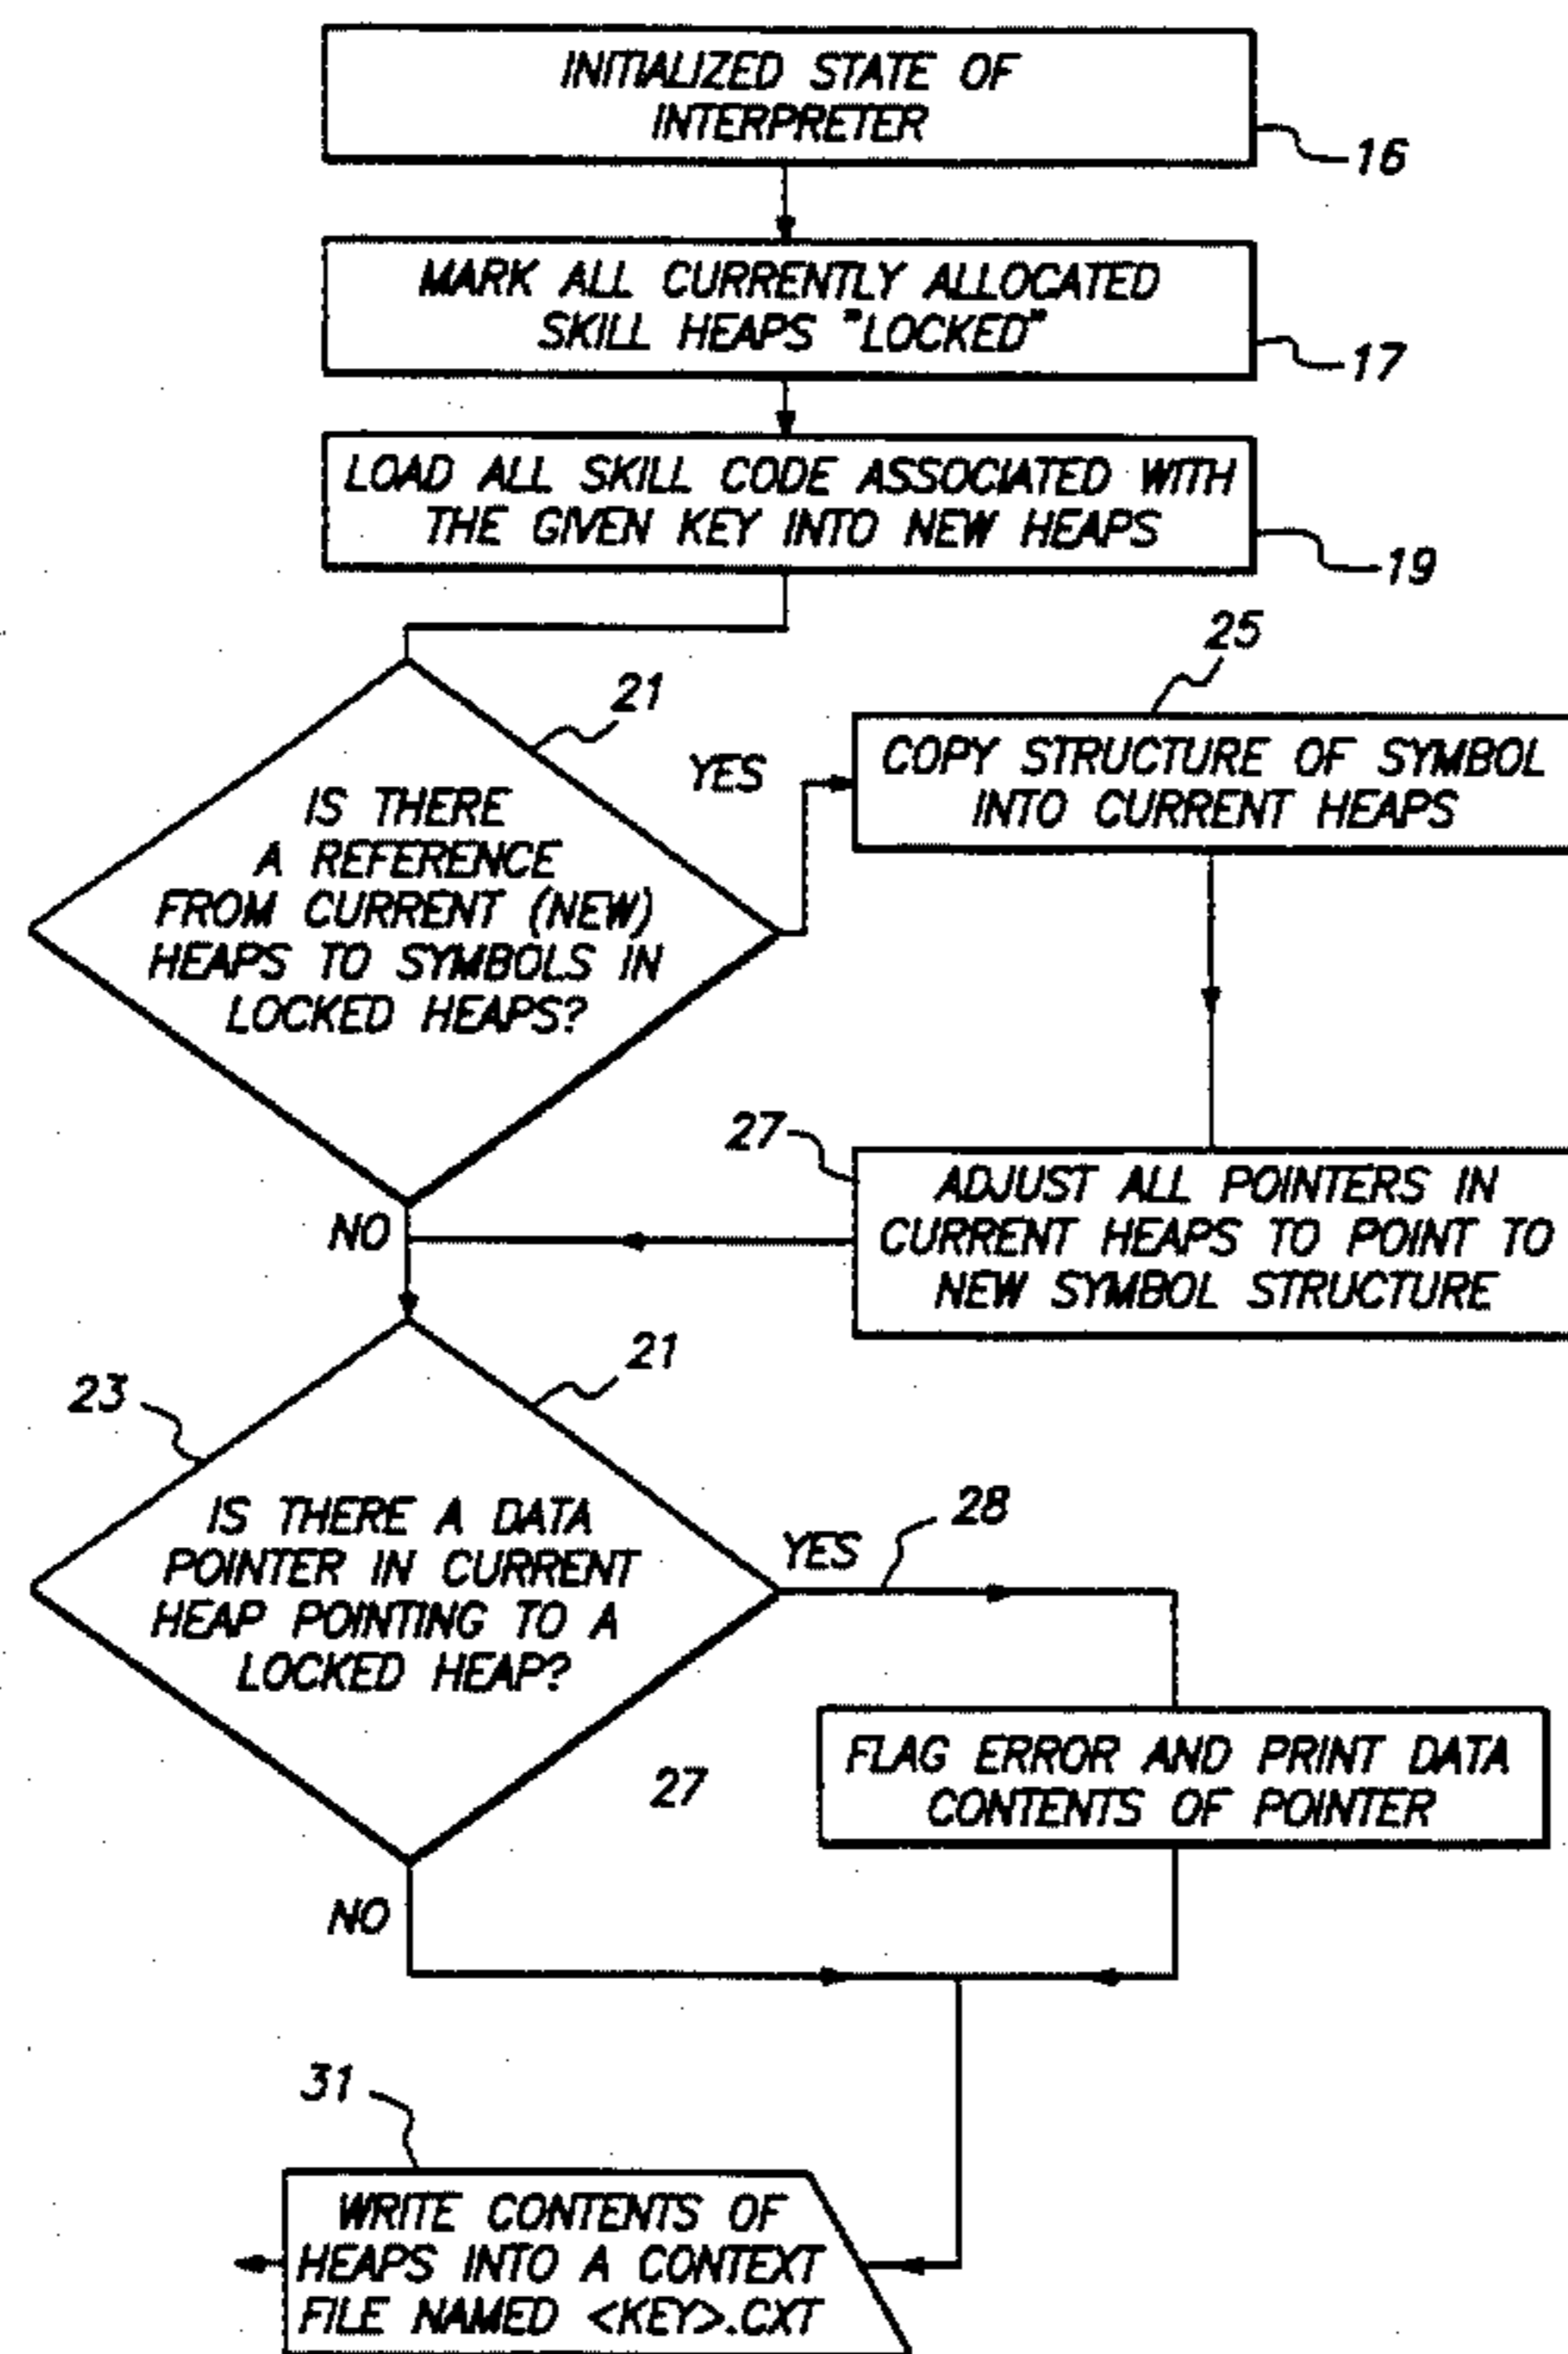 INITIALIZED STATE OF
INTERPRETER
16
MARK ALL CURRENTLY ALLOCATED
SKILL HEAPS "LOCKED"
17
LOAD ALL SKILL CODE ASSOCIATED WITH
THE GIVEN KEY INTO NEW HEAPS
19
25
21
YES
COPY STRUCTURE OF SYMBOL
INTO CURRENT HEAPS
IS THERE
A REFERENCE
FROM CURRENT (NEW)
HEAPS TO SYMBOLS IN
LOCKED HEAPS?
27
ADJUST ALL POINTERS IN
CURRENT HEAPS TO POINT TO
NEW SYMBOL STRUCTURE
NO
21
23
IS THERE A DATA
POINTER IN CURRENT
HEAP POINTING TO A
LOCKED HEAP?
YES
28
FLAG ERROR AND PRINT DATA
CONTENTS OF POINTER
27
NO
31
WRITE CONTENTS OF
HEAPS INTO A CONTEXT
FILE NAMED <KEY>.CXT